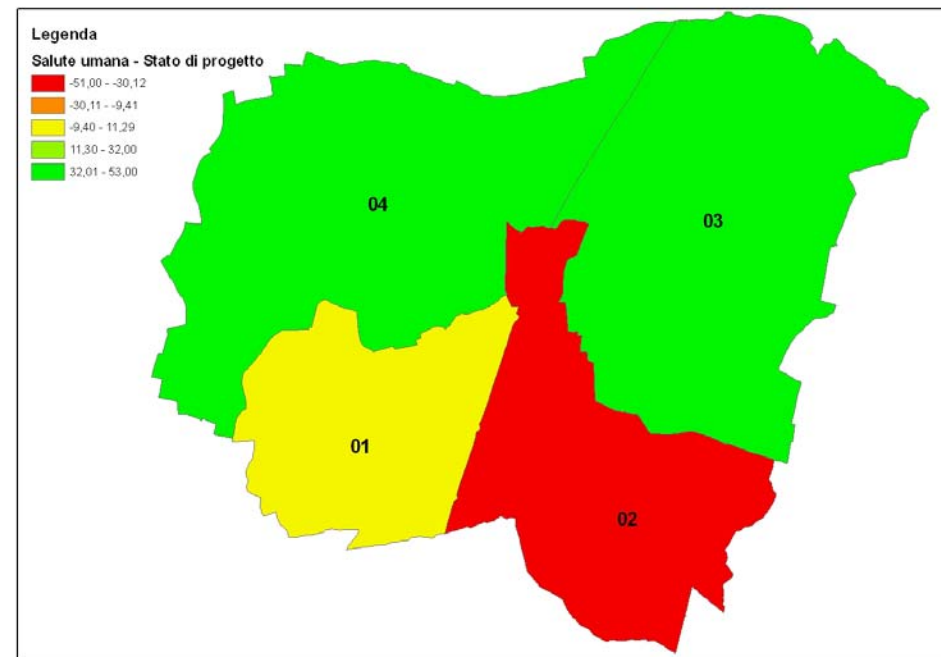 Legenda
Salute umana - Stato di progetto
-51,00 - -30,12
-30,11 - -9,41
-9,40 - 11,29
11,30 - 32,00
32,01 - 53,00
04
03
01
02